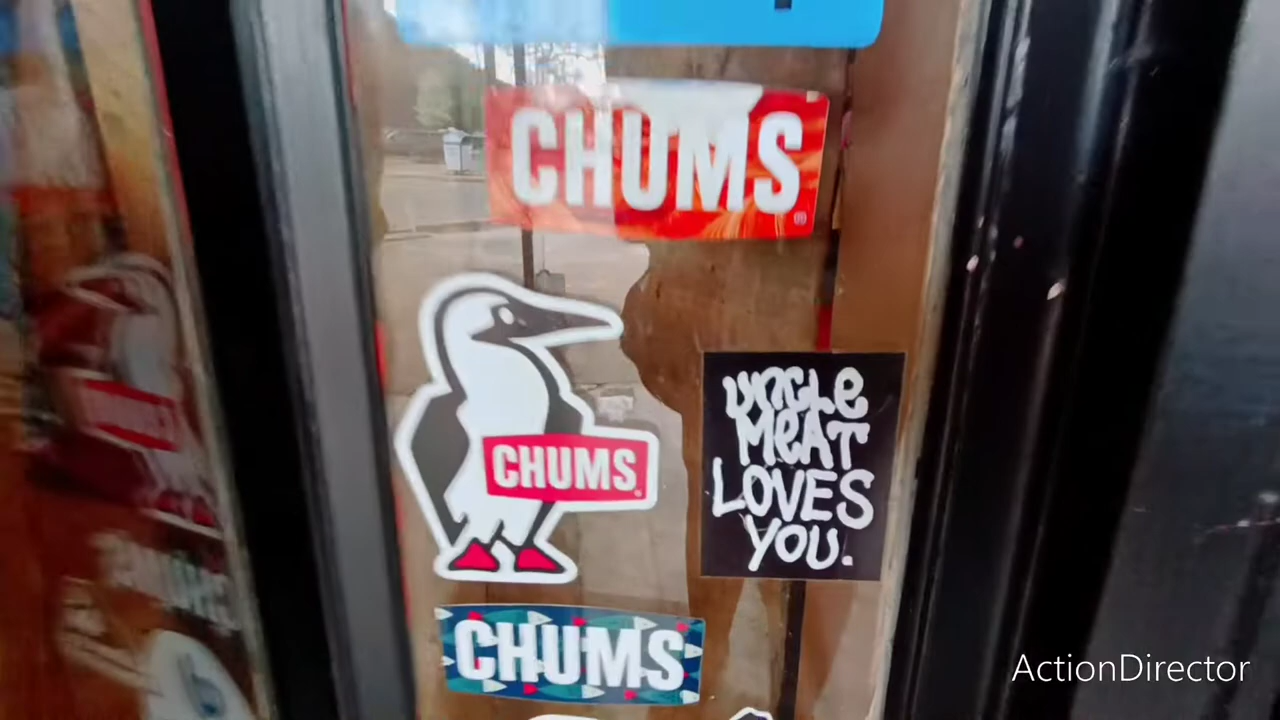 CHUMS
CHUMS
UNCLE
MEAT
LOVES
YOU.
CHUMS
ActionDirector